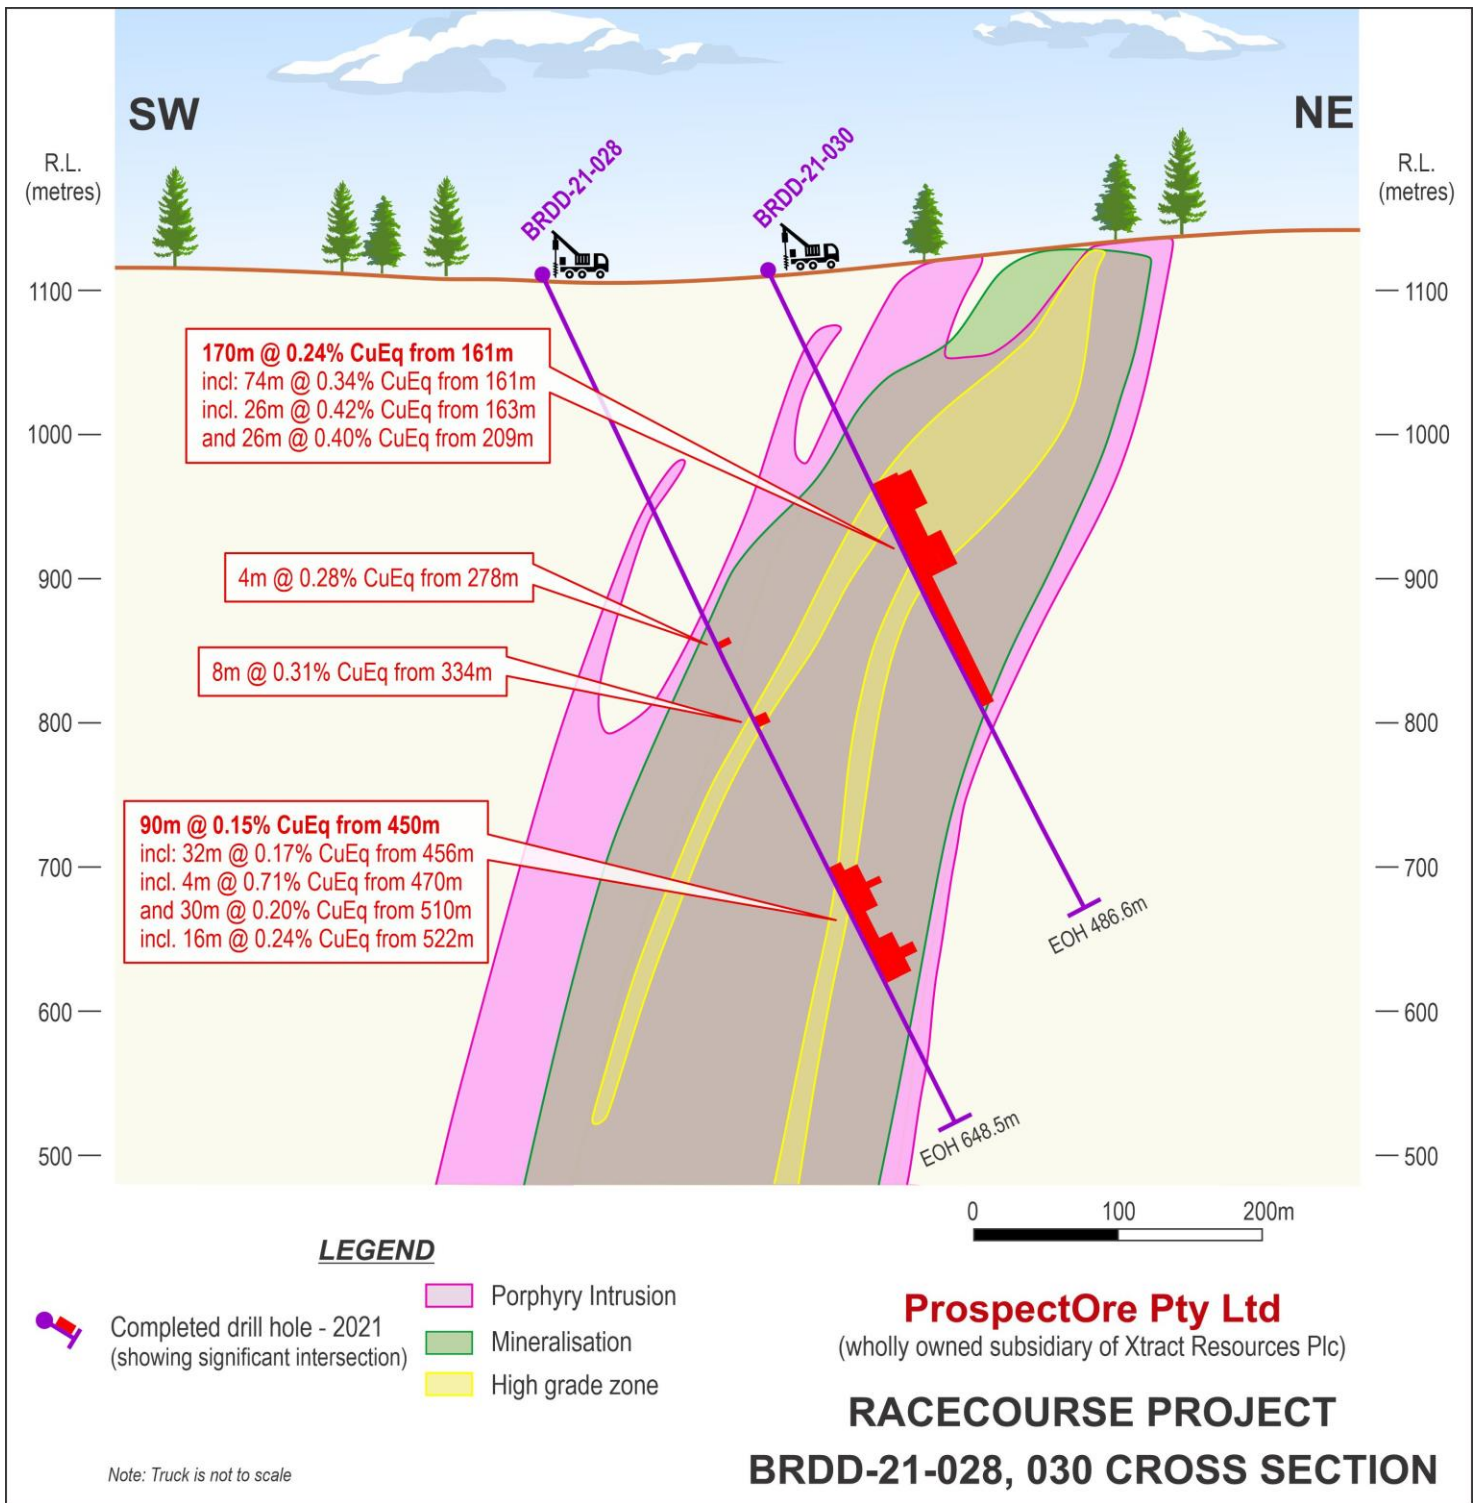 SW
NE
R.L.
(metres)
R.L.
(metres)
BRDD-21-028
BRDD-21-030
1100
1000
900
800
700
600
500
1100
1000
900
800
700
600
500
170m @ 0.24% CuEq from 161m
incl: 74m @ 0.34% CuEq from 161m
incl. 26m @ 0.42% CuEq from 163m
and 26m @ 0.40% CuEq from 209m
4m @ 0.28% CuEq from 278m
8m @ 0.31% CuEq from 334m
90m @ 0.15% CuEq from 450m
incl: 32m @ 0.17% CuEq from 456m
incl. 4m @ 0.71% CuEq from 470m
and 30m @ 0.20% CuEq from 510m
incl. 16m @ 0.24% CuEq from 522m
EOH 486.6m
EOH 648.5m
0 100 200m
LEGEND
Completed drill hole - 2021
(showing significant intersection)
Porphyry Intrusion
Mineralisation
High grade zone
Note: Truck is not to scale
ProspectOre Pty Ltd
(wholly owned subsidiary of Xtract Resources Plc)
RACECOURSE PROJECT
BRDD-21-028, 030 CROSS SECTION